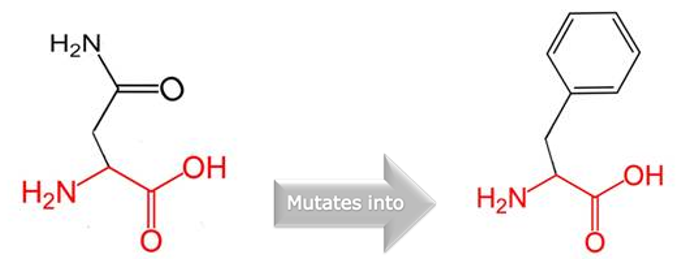 H₂N
O
H₂N
OH
O
Mutates into
H₂N
OH
O